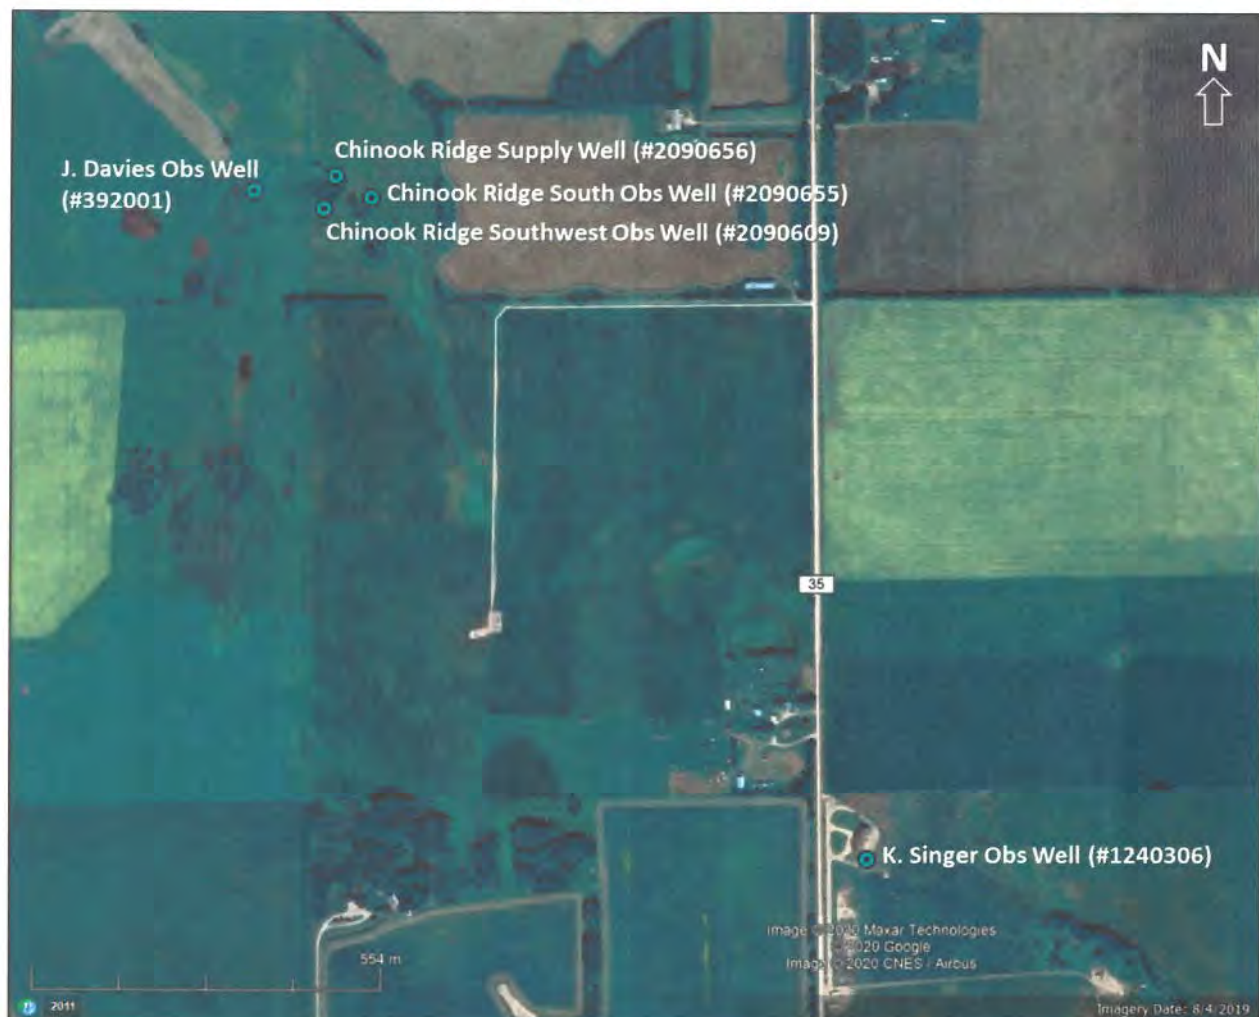 N
Chinook Ridge Supply Well (#2090656)
J. Davies Obs Well
(#392001)
Chinook Ridge South Obs Well (#2090655)
Chinook Ridge Southwest Obs Well (#2090609)
35
K. Singer Obs Well (#1240306)
Image © 2020 Maxar Technologies
© 2020 Google
Image © 2020 CNES / Airbus
554 m
2011
Imagery Date: 8/4/2019